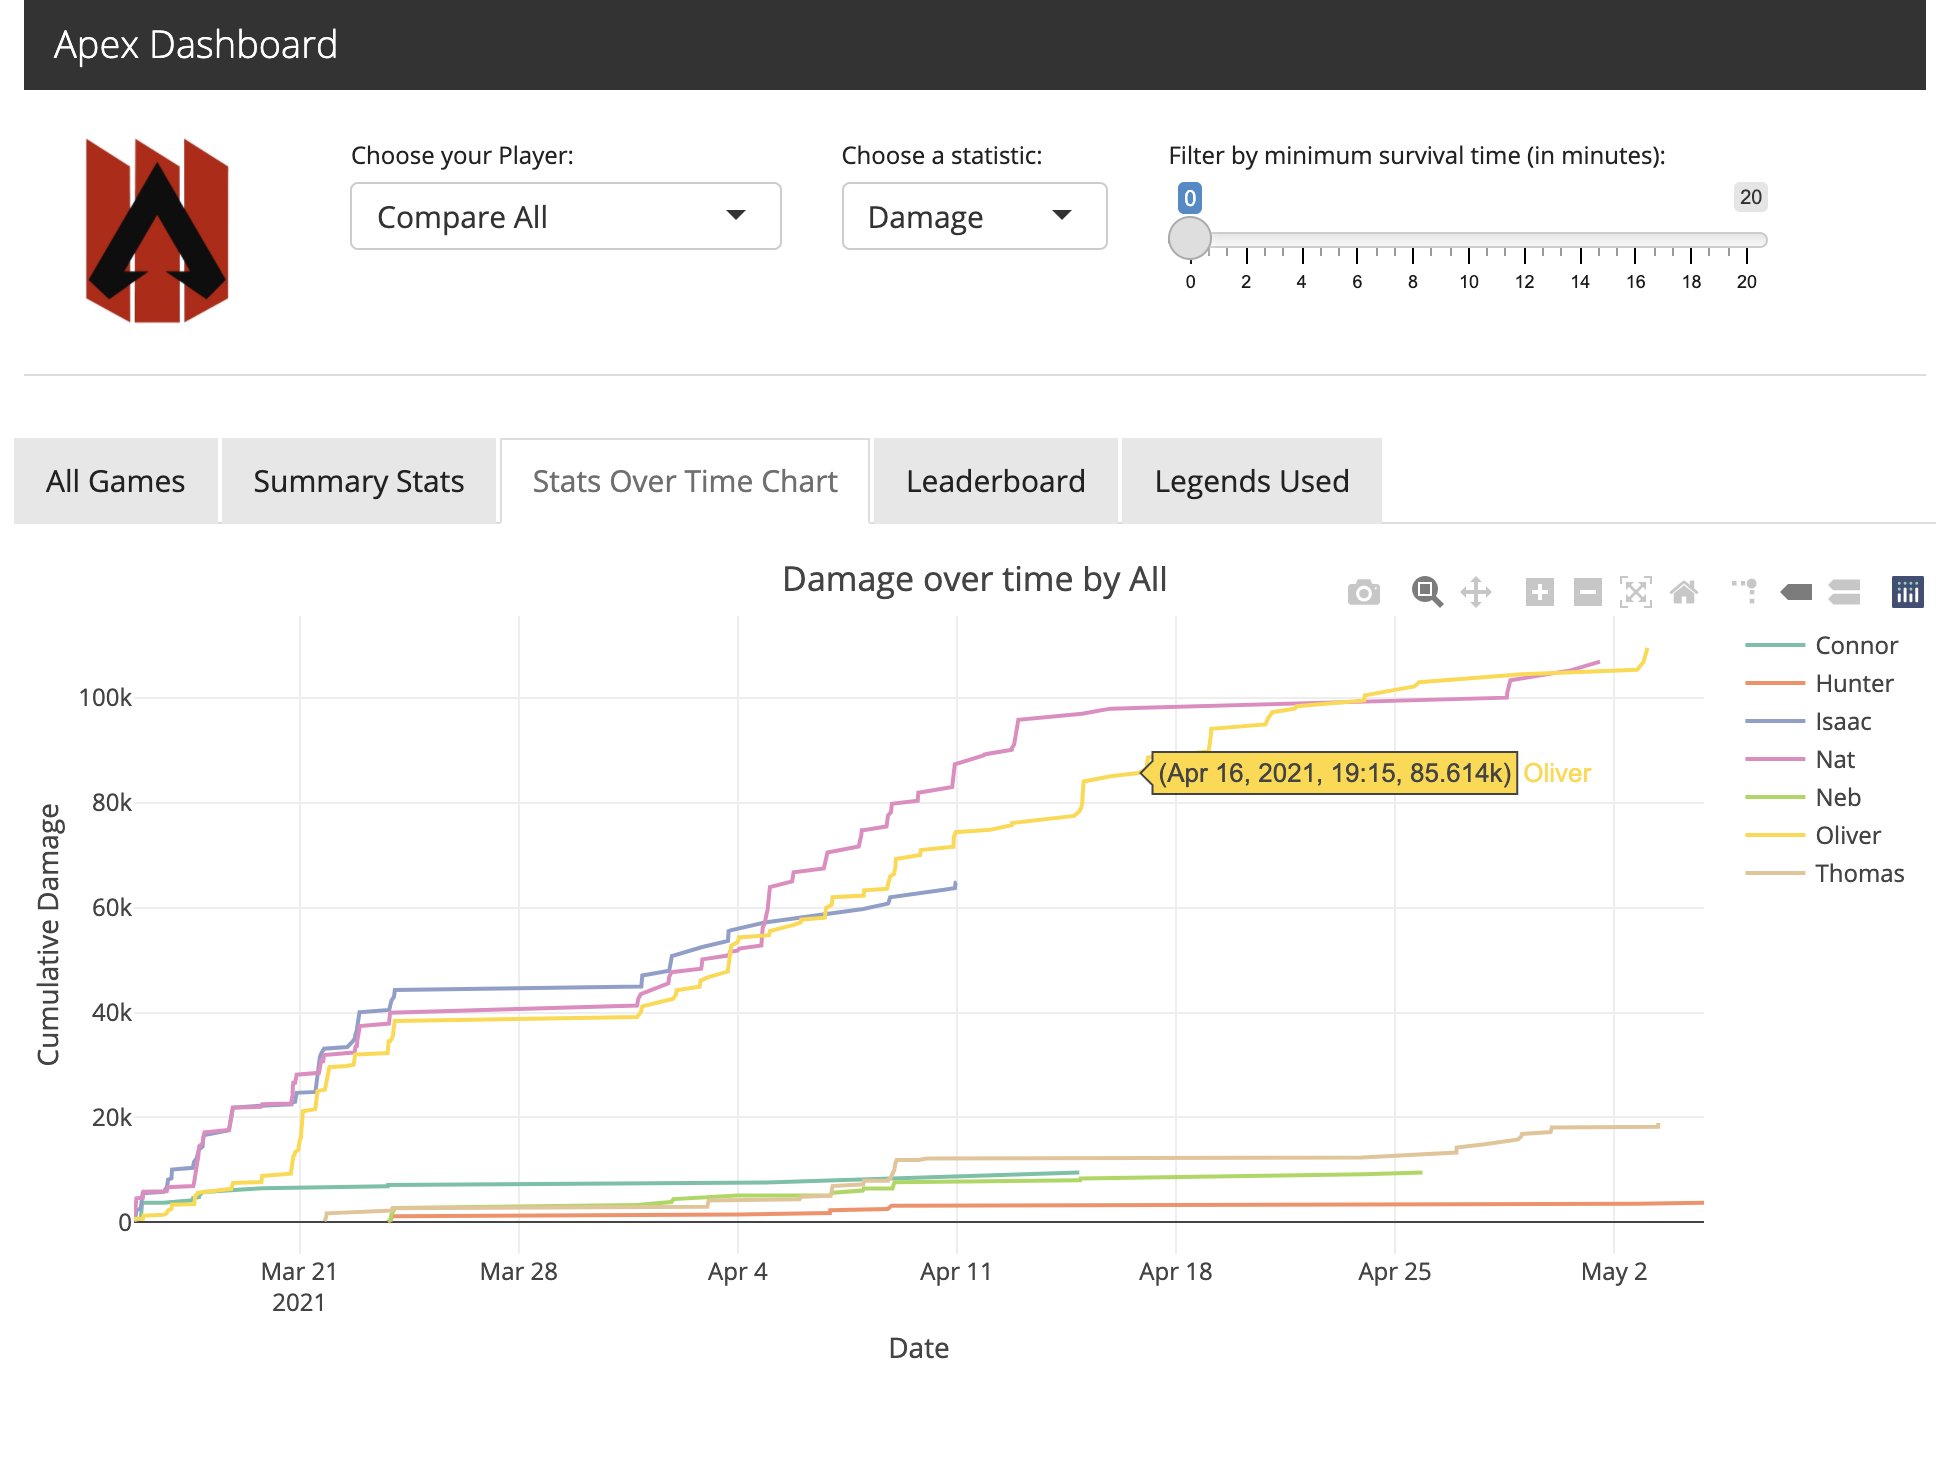 Apex Dashboard
Choose your Player:
Choose a statistic:
Filter by minimum survival time (in minutes):
Compare All
Damage
0
20
0 2 4 6 8 10 12 14 16 18 20
All Games
Summary Stats
Stats Over Time Chart
Leaderboard
Legends Used
Damage over time by All
Connor
Hunter
Isaac
Nat
Neb
Oliver
Thomas
Cumulative Damage
100k
80k
60k
40k
20k
0
(Apr 16, 2021, 19:15, 85.614k) Oliver
Mar 21 Mar 28 Apr 4 Apr 11 Apr 18 Apr 25 May 2
2021
Date